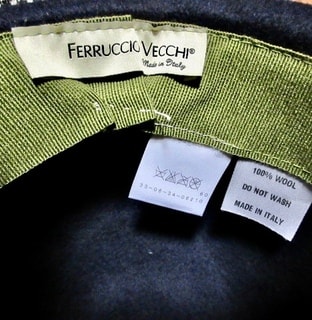 FERRUCCIO VECCHI®
Made in Italy
100% WOOL
DO NOT WASH
MADE IN ITALY